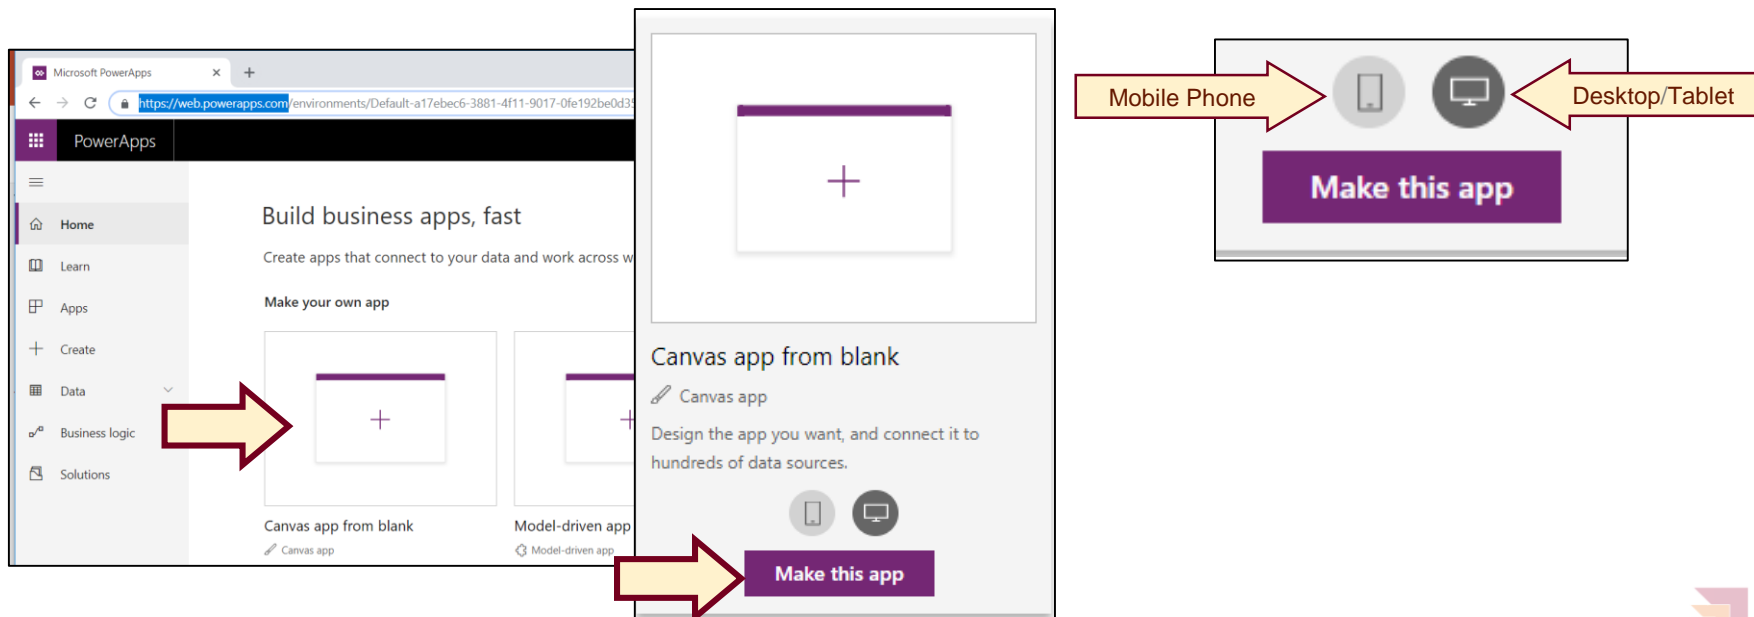 Microsoft PowerApps
https://web.powerapps.com/environments/Default-a17ebec6-3881-4f11-9017-0fe192be0d35
PowerApps
Home
Learn
Apps
Create
Data
Business logic
Solutions
Build business apps, fast
Create apps that connect to your data and work across w
Make your own app
Canvas app from blank
Canvas app
Model-driven app
Model-driven app
Canvas app from blank
Canvas app
Design the app you want, and connect it to
hundreds of data sources.
Make this app
Mobile Phone
Desktop/Tablet
Make this app